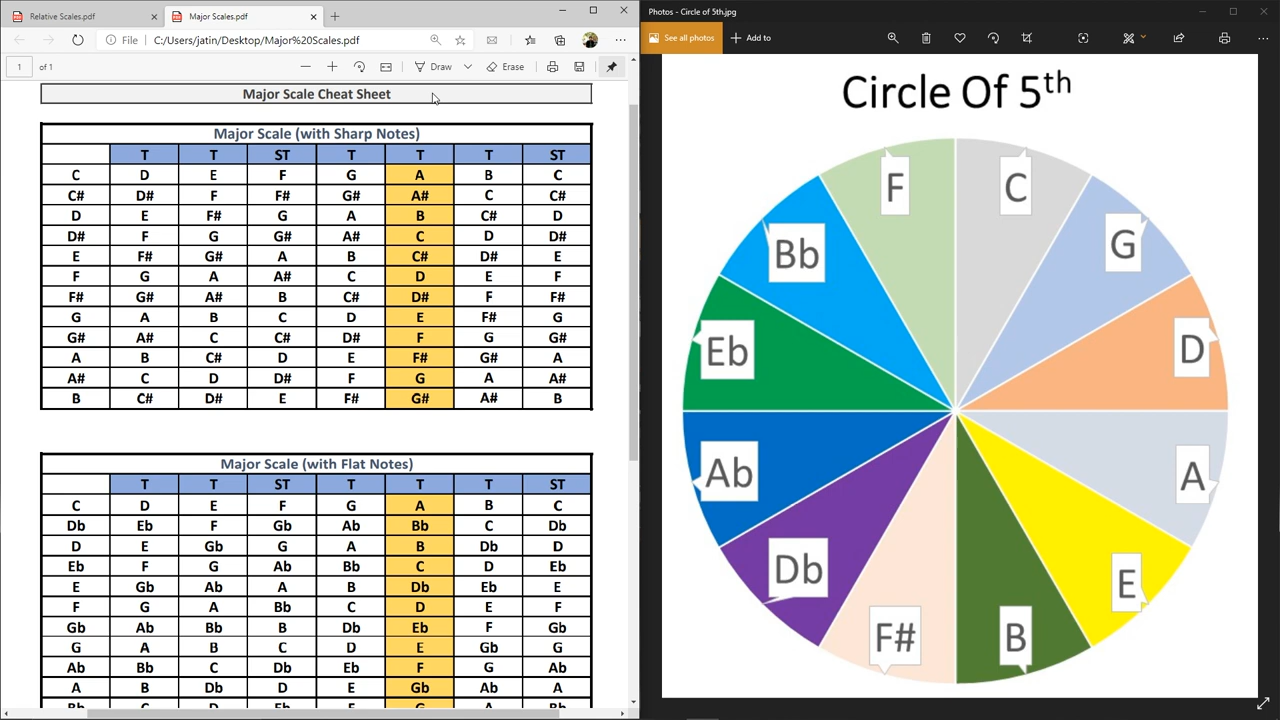 Relative Scales.pdf
Major Scales.pdf
File C:/Users/jatin/Desktop/Major%20Scales.pdf
1 of 1 Draw Erase
Major Scale Cheat Sheet
Major Scale (with Sharp Notes)
T T ST T T T ST
C D E F G A B C
C# D# F F# G# A# C C#
D E F# G A B C# D
D# F G G# A# C D D#
E F# G# A B C# D# E
F G A A# C D E F
F# G# A# B C# D# F F#
G A B C D E F# G
G# A# C C# D# F G G#
A B C# D E F# G# A
A# C D D# F G A A#
B C# D# E F# G# A# B
Major Scale (with Flat Notes)
T T ST T T T ST
C D E F G A B C
Db Eb F Gb Ab Bb C Db
D E Gb G A B Db D
Eb F G Ab Bb C D Eb
E Gb Ab A B Db Eb E
F G A Bb C D E F
Gb Ab Bb B Db Eb F Gb
G A B C D E Gb G
Ab Bb C Db Eb F G Ab
A B Db D E Gb Ab A
Photos - Circle of 5th.jpg
See all photos Add to
Circle Of 5th
F C
Bb G
Eb D
Ab A
Db E
F# B